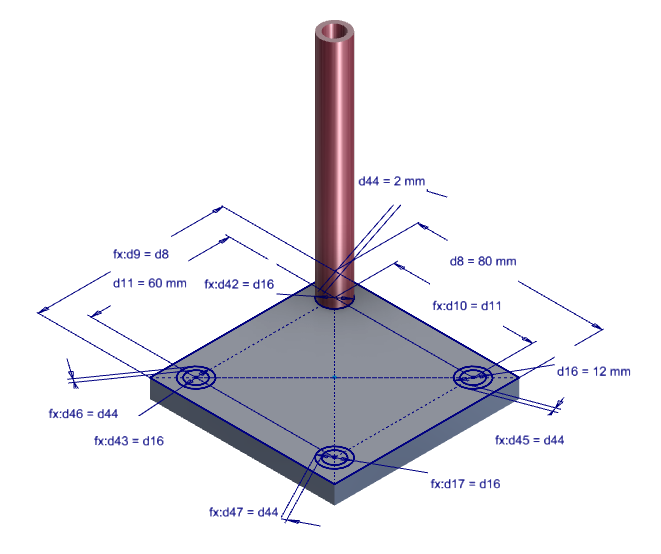 d44 = 2 mm
fx:d9 = d8
d8 = 80 mm
d11 = 60 mm
fx:d42 = d16
fx:d10 = d11
d16 = 12 mm
fx:d46 = d44
fx:d43 = d16
fx:d45 = d44
fx:d17 = d16
fx:d47 = d44